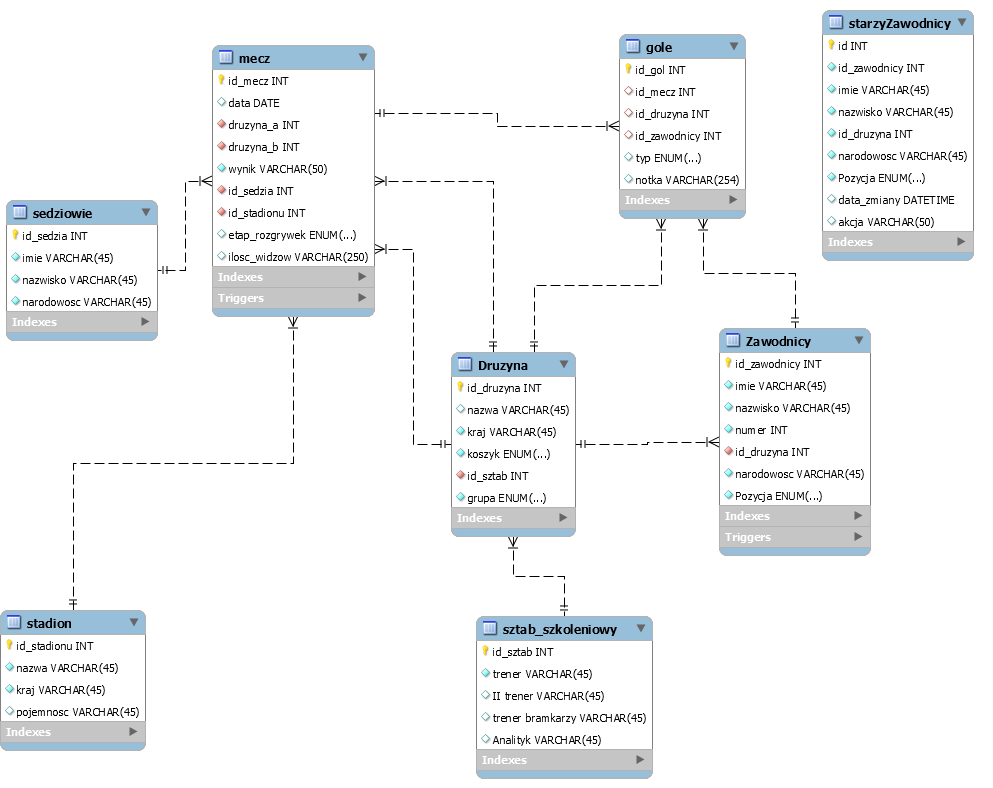 mecz
id_mecz INT
data DATE
druzyna_a INT
druzyna_b INT
wynik VARCHAR(50)
id_sedzia INT
id_stadionu INT
etap_rozgrywek ENUM(...)
ilosc_widzow VARCHAR(250)
Indexes
Triggers
gole
id_gol INT
id_mecz INT
id_druzyna INT
id_zawodnicy INT
typ ENUM(...)
notka VARCHAR(254)
Indexes
starzyZawodnicy
id INT
id_zawodnicy INT
imie VARCHAR(45)
nazwisko VARCHAR(45)
id_druzyna INT
narodowosc VARCHAR(45)
Pozycja ENUM(...)
data_zmiany DATETIME
akcja VARCHAR(50)
Indexes
sedziowie
id_sedzia INT
imie VARCHAR(45)
nazwisko VARCHAR(45)
narodowosc VARCHAR(45)
Indexes
Druzyna
id_druzyna INT
nazwa VARCHAR(45)
kraj VARCHAR(45)
koszyk ENUM(...)
id_sztab INT
grupa ENUM(...)
Indexes
Zawodnicy
id_zawodnicy INT
imie VARCHAR(45)
nazwisko VARCHAR(45)
numer INT
id_druzyna INT
narodowosc VARCHAR(45)
Pozycja ENUM(...)
Indexes
Triggers
stadion
id_stadionu INT
nazwa VARCHAR(45)
kraj VARCHAR(45)
pojemnosc VARCHAR(45)
Indexes
sztab_szkoleniowy
id_sztab INT
trener VARCHAR(45)
II trener VARCHAR(45)
trener bramkarzy VARCHAR(45)
Analityk VARCHAR(45)
Indexes